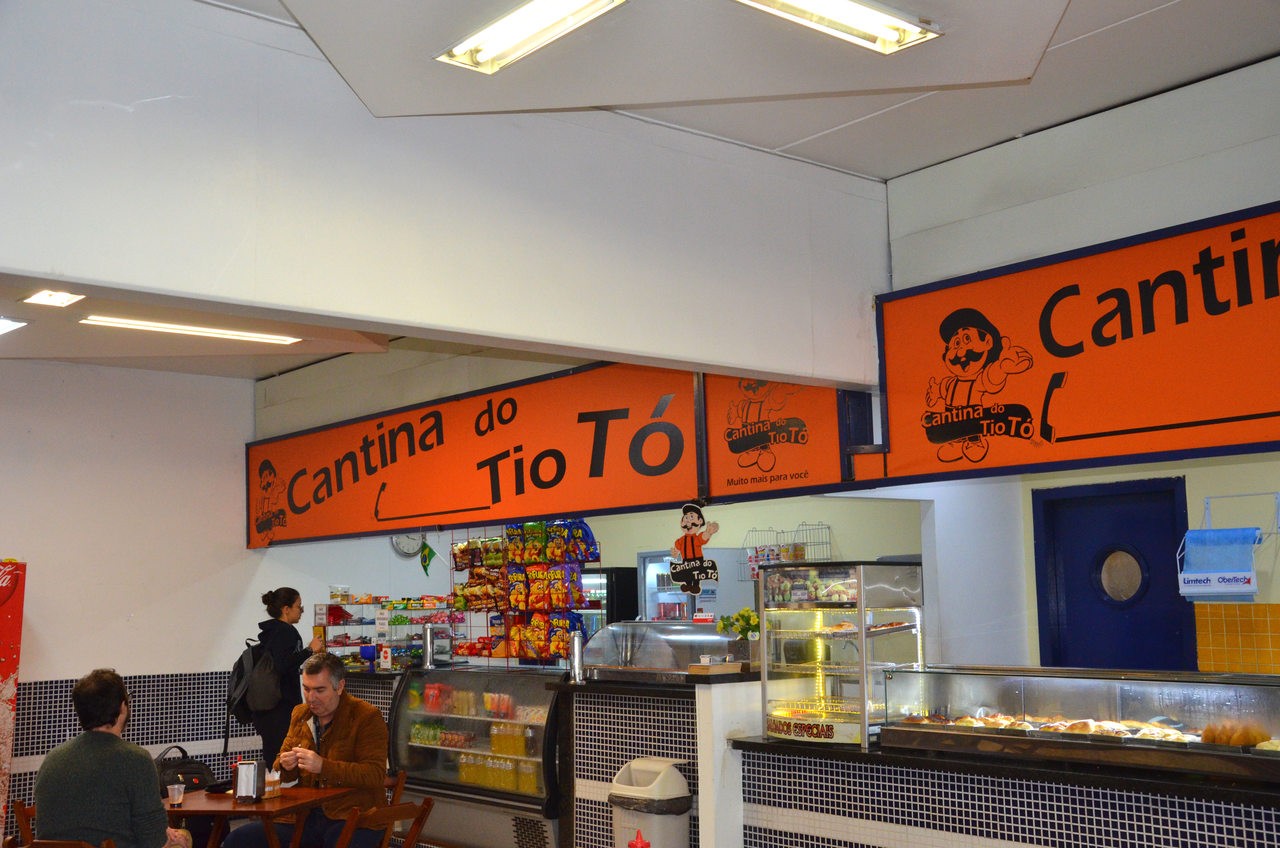 Cantina do
Tio Tó
Cantina do
Tio Tó
Cantina do
Tio Tó
Muito mais para você
Cantin
Cantina do
Tio Tó
Cantina do
Tio Tó
Limtech OberTech